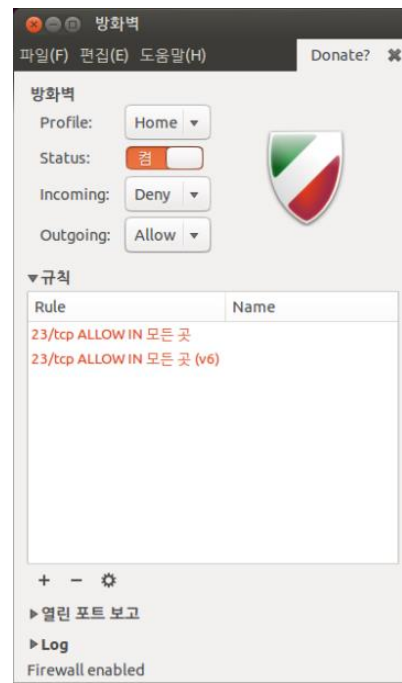 방화벽
파일(F) 편집(E) 도움말(H) Donate?
방화벽
Profile: Home
Status: 켬
Incoming: Deny
Outgoing: Allow
규칙
Rule Name
23/tcp ALLOW IN 모든 곳
23/tcp ALLOW IN 모든 곳 (v6)
열린 포트 보고
Log
Firewall enabled